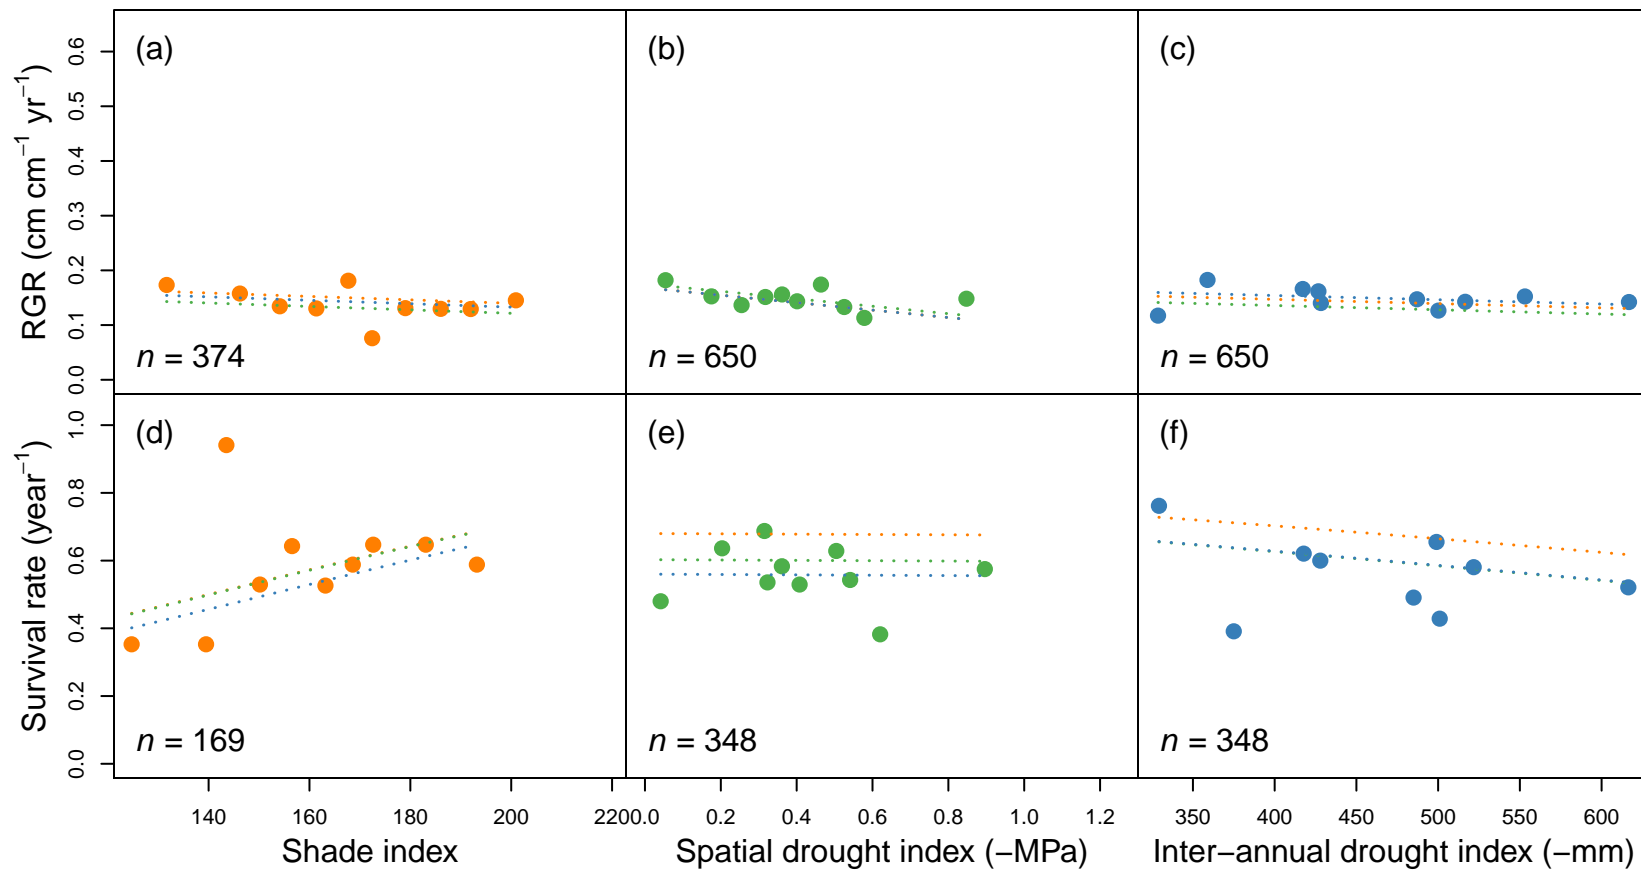 (a)
(b)
(c)
RGR (cm cm⁻¹ yr⁻¹)
0.0 0.1 0.2 0.3 0.4 0.5 0.6
n = 374
n = 650
n = 650
(d)
(e)
(f)
Survival rate (year⁻¹)
0.0 0.2 0.4 0.6 0.8 1.0
n = 169
n = 348
n = 348
140 160 180 200 220
0.0 0.2 0.4 0.6 0.8 1.0 1.2
350 400 450 500 550 600
Shade index
Spatial drought index (−MPa)
Inter−annual drought index (−mm)